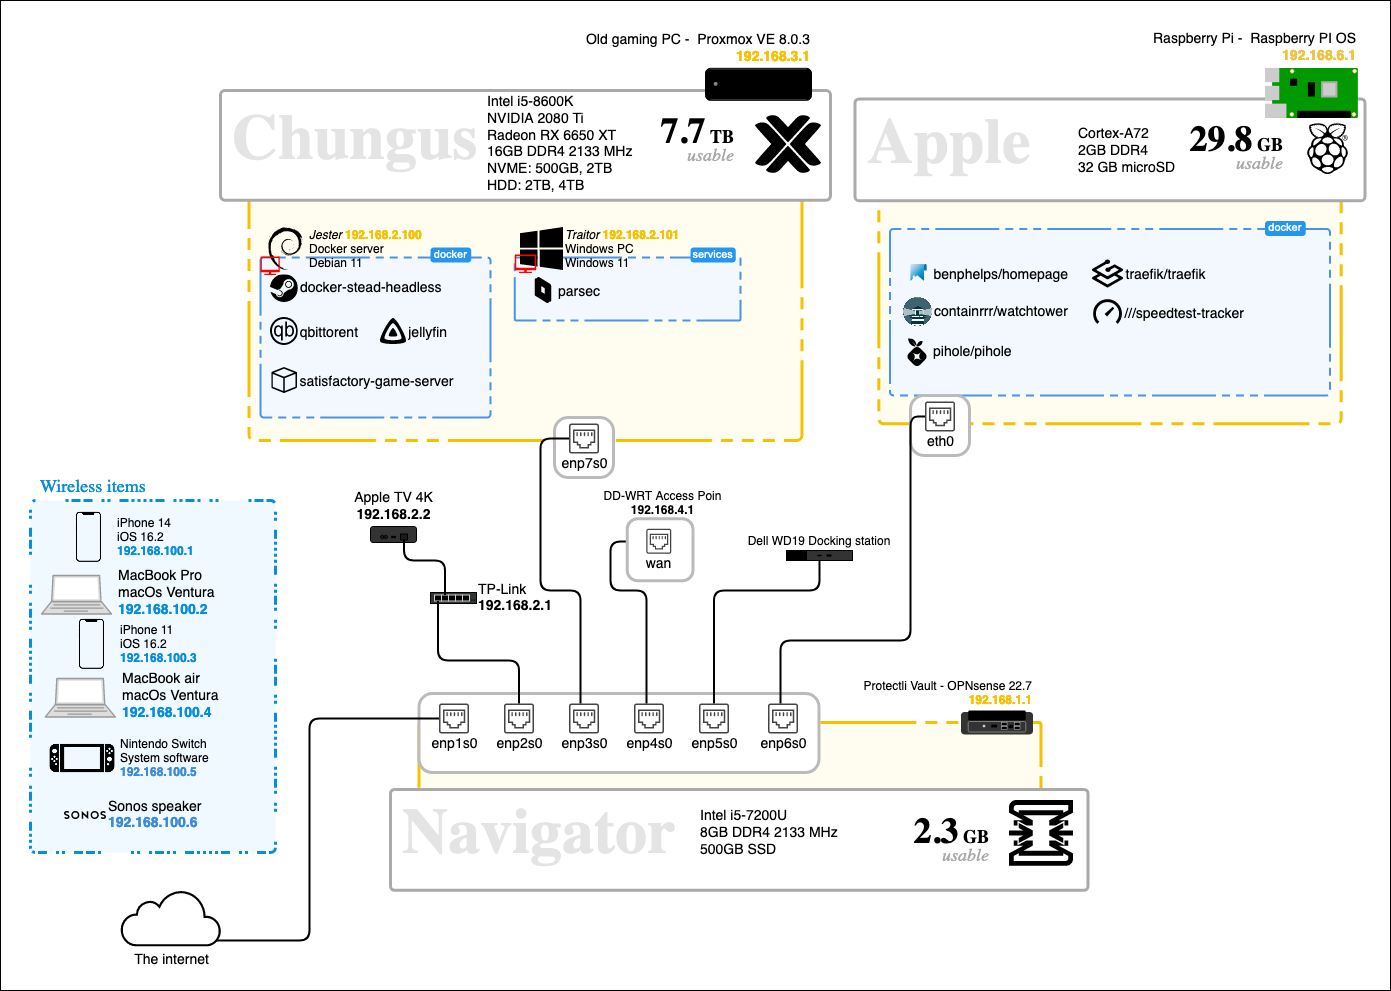 Old gaming PC - Proxmox VE 8.0.3
192.168.3.1
Chungus
Intel i5-8600K
NVIDIA 2080 Ti
Radeon RX 6650 XT
16GB DDR4 2133 MHz
NVME: 500GB, 2TB
HDD: 2TB, 4TB
7.7 TB
usable
Raspberry Pi - Raspberry PI OS
192.168.6.1
Apple
Cortex-A72
2GB DDR4
32 GB microSD
29.8 GB
usable
Jester 192.168.2.100
Docker server
Debian 11
docker
docker-stead-headless
qb
qbittorent
jellyfin
satisfactory-game-server
Traitor 192.168.2.101
Windows PC
Windows 11
services
parsec
docker
benphelps/homepage
traefik/traefik
containrrr/watchtower
///speedtest-tracker
pihole/pihole
enp7s0
eth0
Wireless items
iPhone 14
iOS 16.2
192.168.100.1
MacBook Pro
macOs Ventura
192.168.100.2
iPhone 11
iOS 16.2
192.168.100.3
MacBook air
macOs Ventura
192.168.100.4
Nintendo Switch
System software
192.168.100.5
SONOS
Sonos speaker
192.168.100.6
Apple TV 4K
192.168.2.2
TP-Link
192.168.2.1
DD-WRT Access Poin
192.168.4.1
wan
Dell WD19 Docking station
Protectli Vault - OPNsense 22.7
192.168.1.1
enp1s0
enp2s0
enp3s0
enp4s0
enp5s0
enp6s0
Navigator
Intel i5-7200U
8GB DDR4 2133 MHz
500GB SSD
2.3 GB
usable
The internet